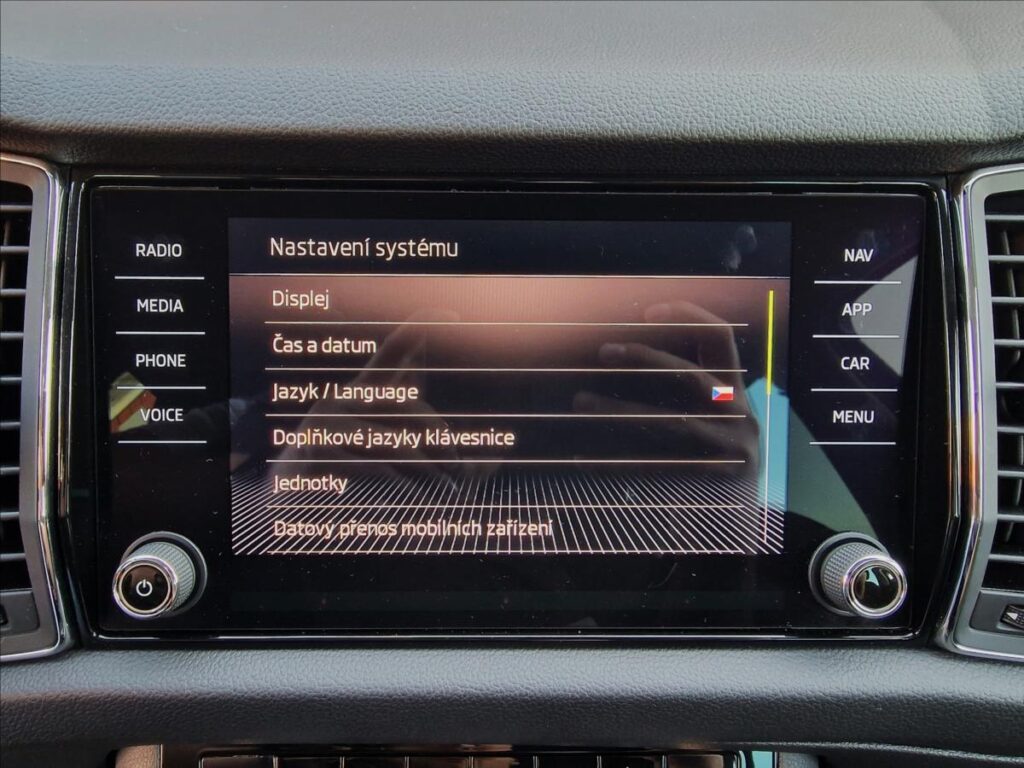 RADIO
MEDIA
PHONE
VOICE
Nastavení systému
Displej
Čas a datum
Jazyk / Language
Doplňkové jazyky klávesnice
Jednotky
Datový přenos mobilních zařízení
NAV
APP
CAR
MENU